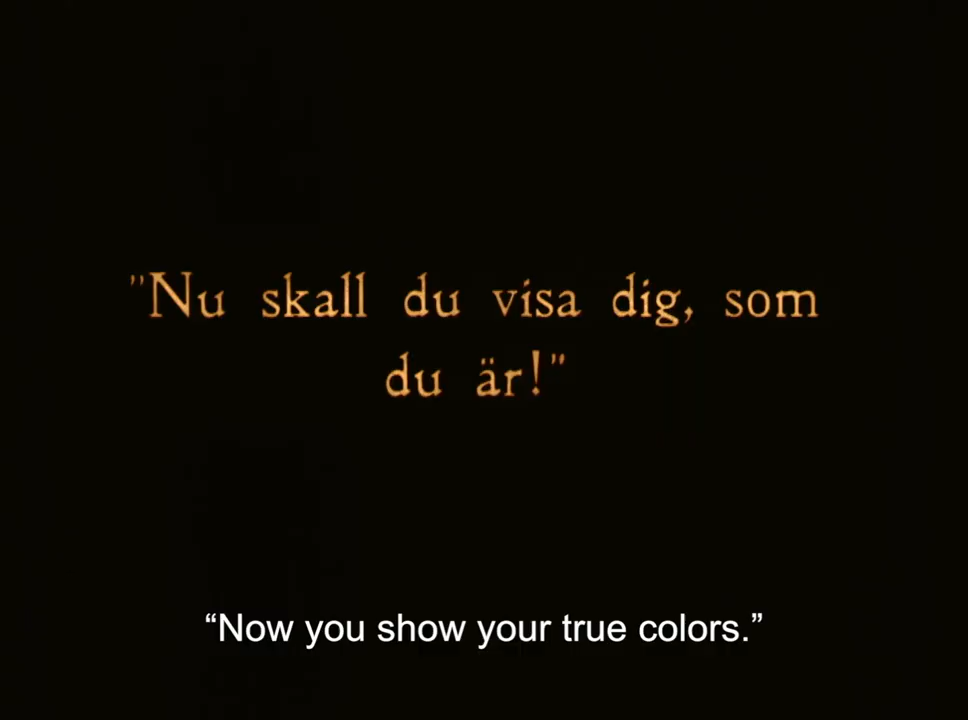 "Nu skall du visa dig, som
du är!"
“Now you show your true colors.”